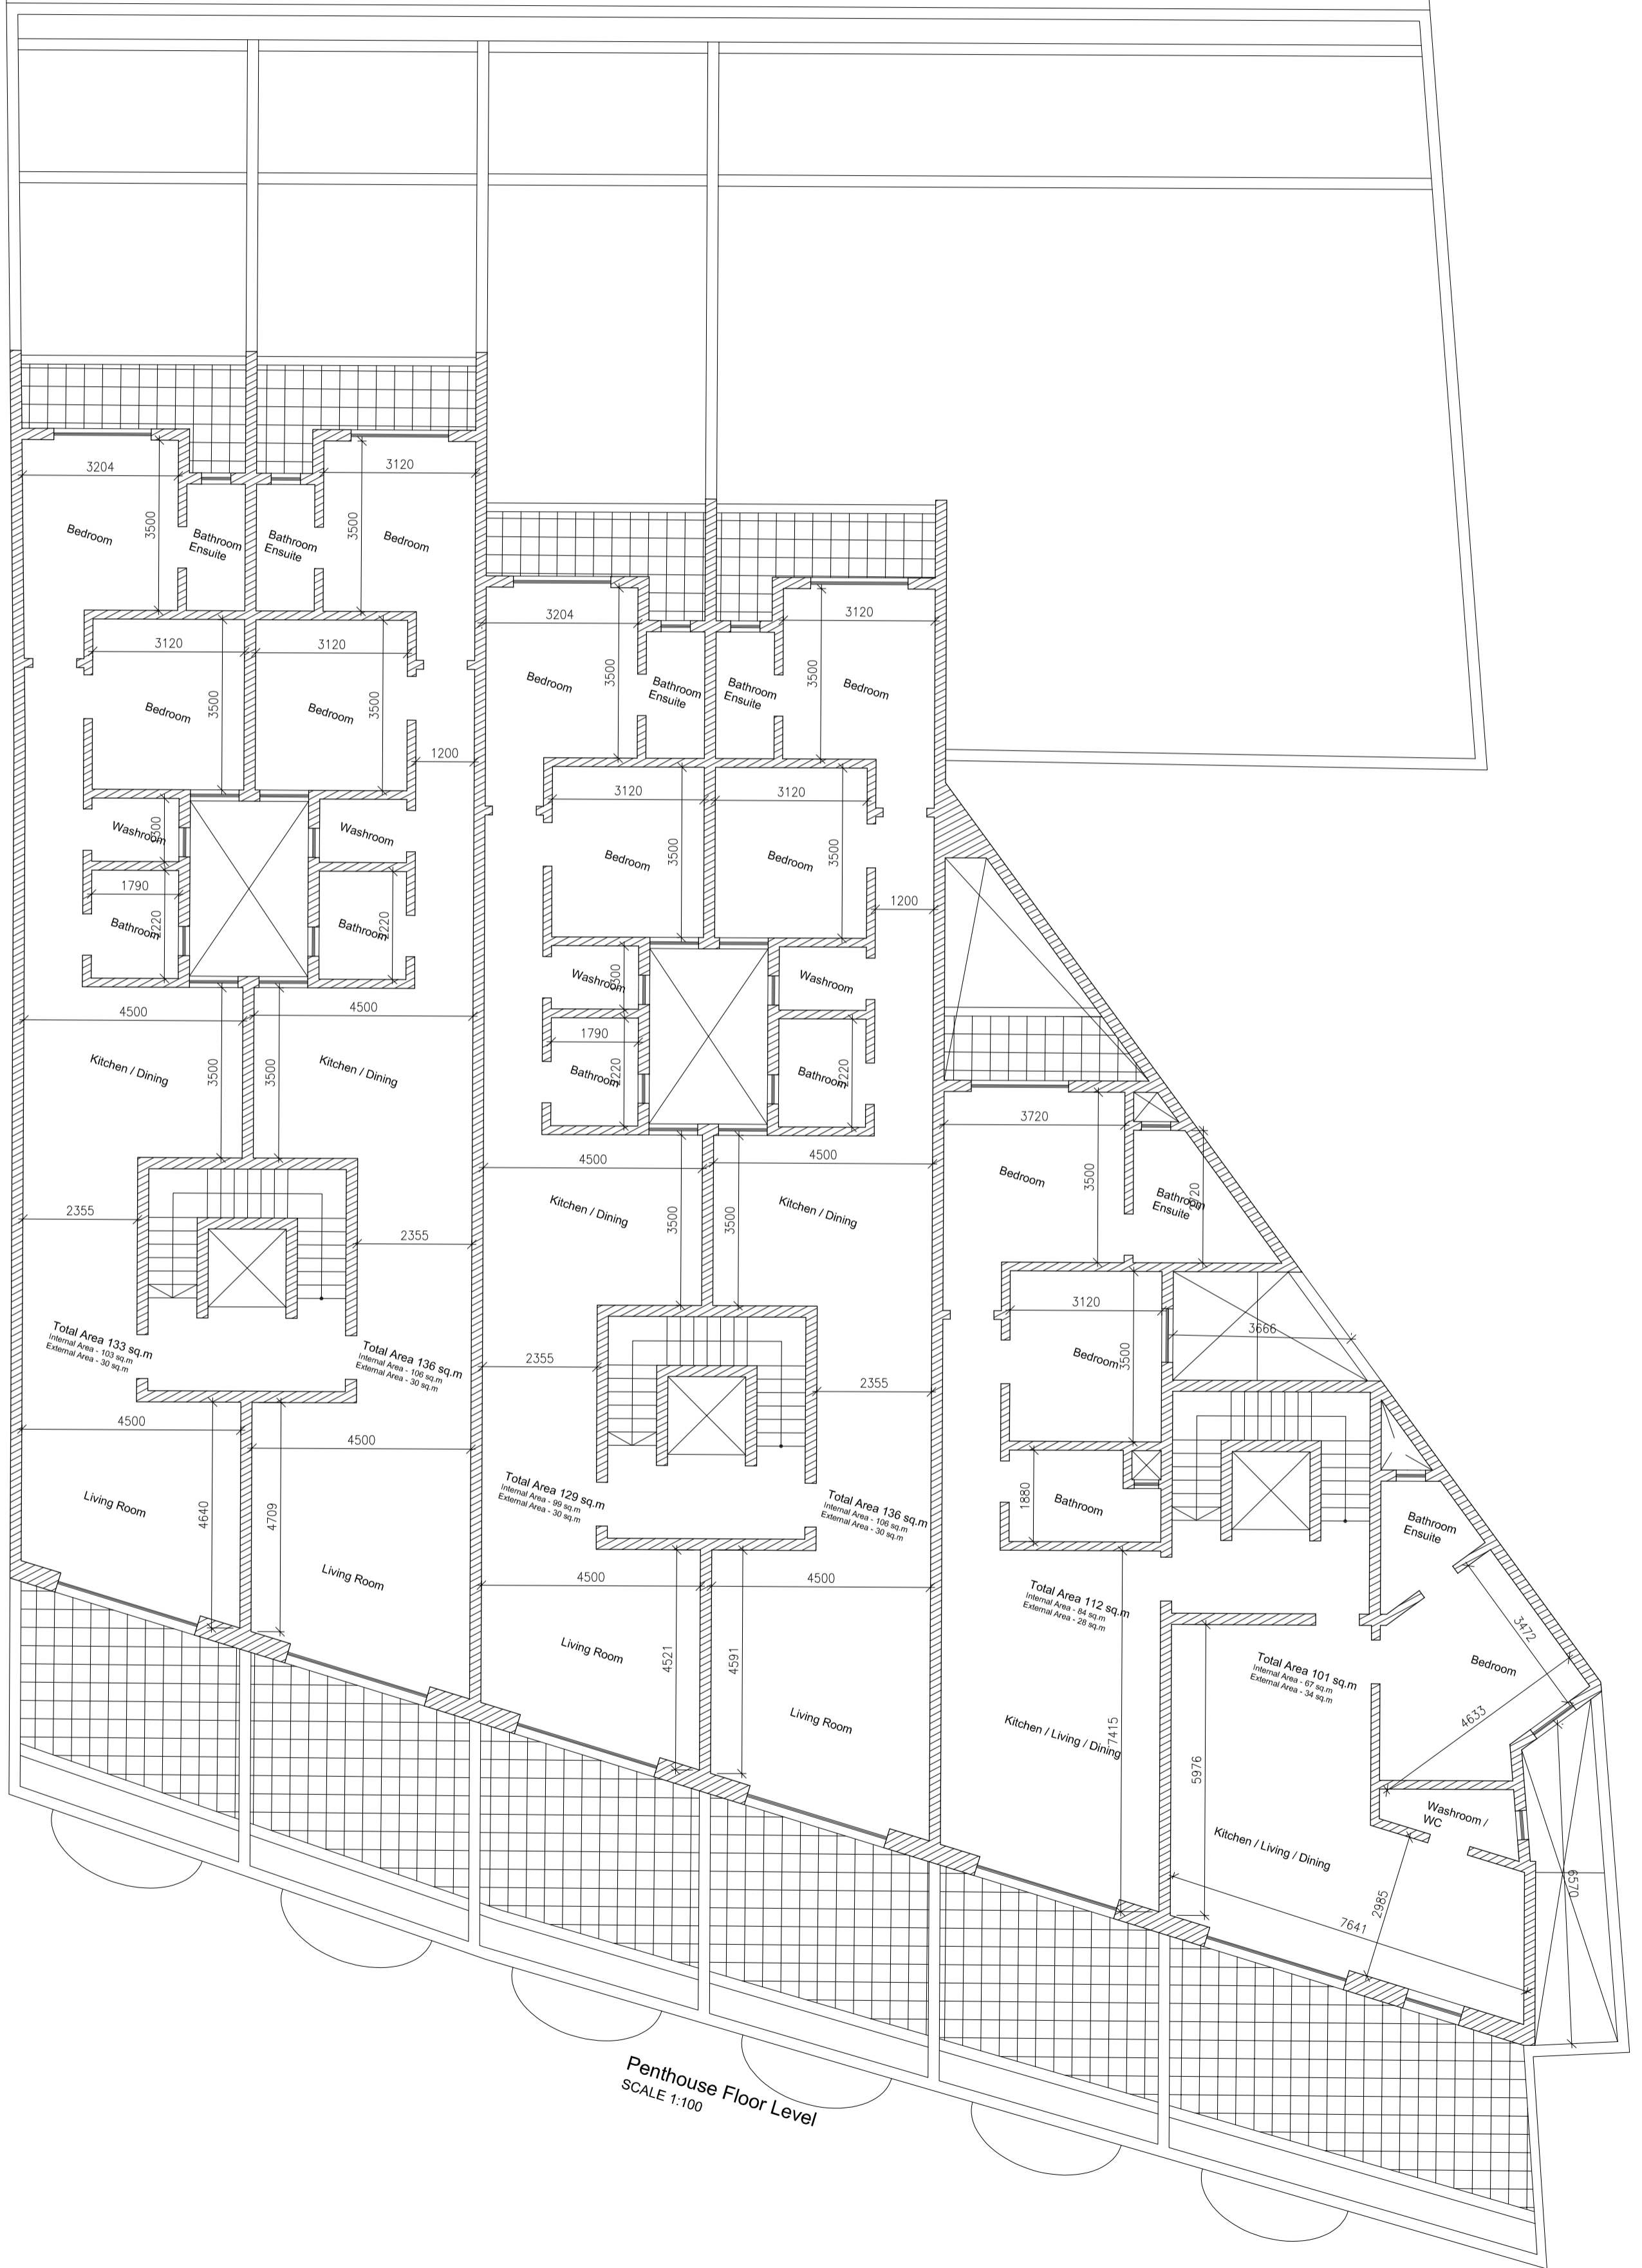 3204
3120
3500
3500
Bedroom
Bathroom
Ensuite
Bathroom
Ensuite
Bedroom
3120
3120
3500
3500
Bedroom
Bedroom
1200
Washroom
Washroom
1790
Bathroom
Bathroom
4500
4500
Kitchen / Dining
3500
3500
Kitchen / Dining
2355
2355
Total Area 133 sq.m
Internal Area - 103 sq.m
External Area - 30 sq.m
Total Area 136 sq.m
Internal Area - 106 sq.m
External Area - 30 sq.m
4500
4500
Living Room
4640
4709
Living Room
3204
3120
3500
3500
Bedroom
Bathroom
Ensuite
Bathroom
Ensuite
Bedroom
3120
3120
3500
3500
Bedroom
Bedroom
1200
Washroom
Washroom
1790
Bathroom
Bathroom
4500
4500
Kitchen / Dining
3500
3500
Kitchen / Dining
2355
2355
Total Area 129 sq.m
Internal Area - 99 sq.m
External Area - 30 sq.m
Total Area 136 sq.m
Internal Area - 106 sq.m
External Area - 30 sq.m
4500
4500
Living Room
4521
4591
Living Room
3720
3500
Bedroom
Bathroom
Ensuite
3120
3666
3500
Bedroom
1880
Bathroom
Bathroom
Ensuite
Total Area 112 sq.m
Internal Area - 84 sq.m
External Area - 28 sq.m
3472
Total Area 101 sq.m
Internal Area - 67 sq.m
External Area - 34 sq.m
Bedroom
4633
Kitchen / Living / Dining
7415
5976
Washroom /
WC
Kitchen / Living / Dining
2985
7641
6570
Penthouse Floor Level
SCALE 1:100